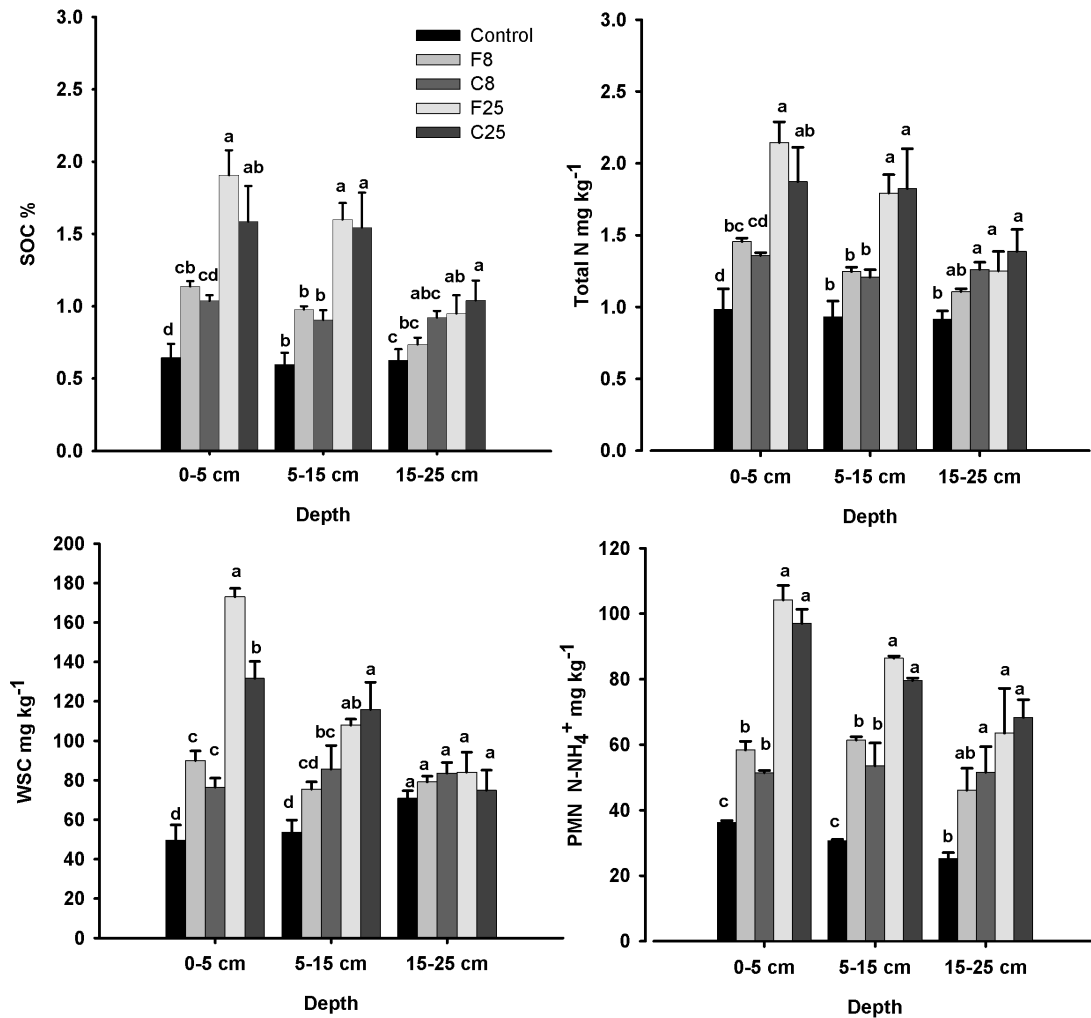 3.0
2.5
2.0
1.5
1.0
0.5
0.0
SOC %
Control
F8
C8
F25
C25
d
cb
cd
a
ab
b
b
b
a
a
c
bc
abc
ab
a
0-5 cm 5-15 cm 15-25 cm
Depth
3.0
2.5
2.0
1.5
1.0
0.5
0.0
Total N mg kg-1
d
bc
cd
a
ab
b
b
b
a
a
b
ab
a
a
a
0-5 cm 5-15 cm 15-25 cm
Depth
200
180
160
140
120
100
80
60
40
20
0
WSC mg kg-1
d
c
c
a
b
d
cd
bc
ab
a
a
a
a
a
a
0-5 cm 5-15 cm 15-25 cm
Depth
120
100
80
60
40
20
0
PMN N-NH4+ mg kg-1
c
b
b
a
a
c
b
b
a
a
b
ab
a
a
a
0-5 cm 5-15 cm 15-25 cm
Depth